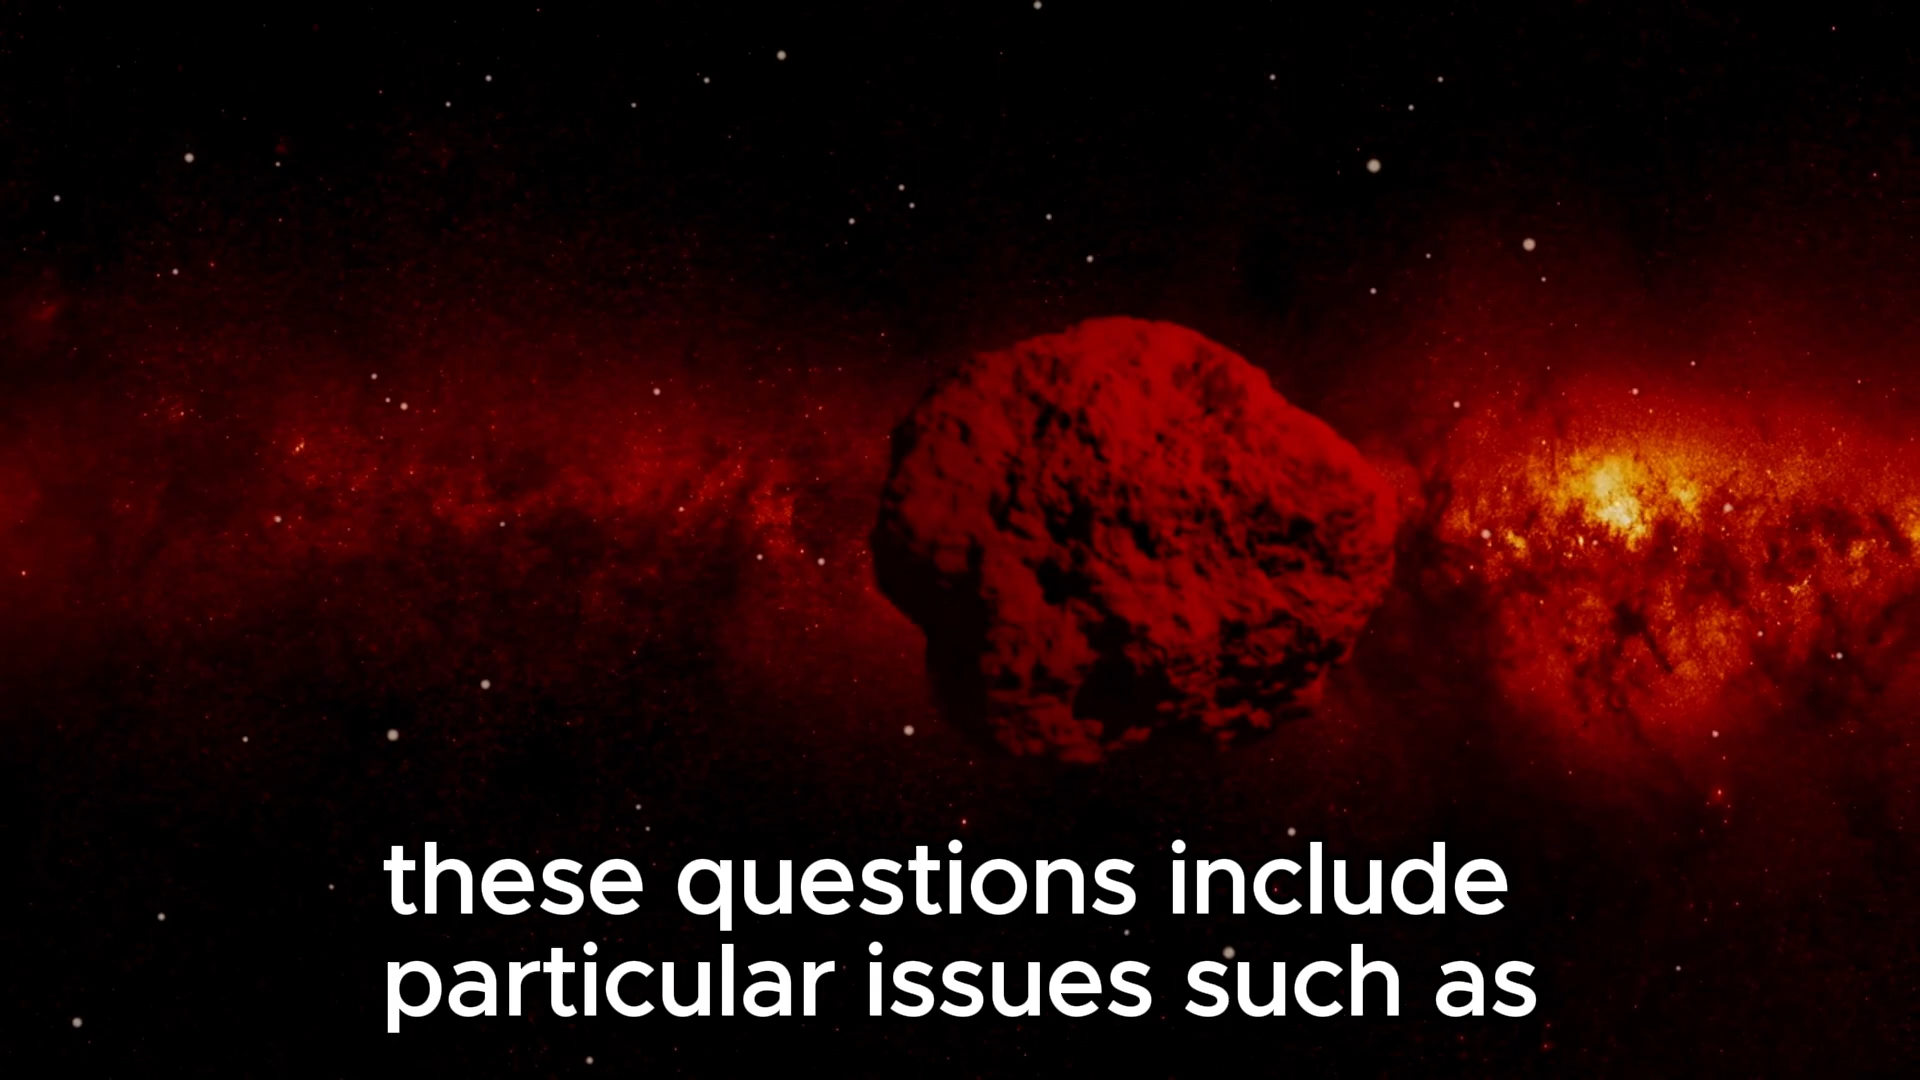 these questions include
particular issues such as